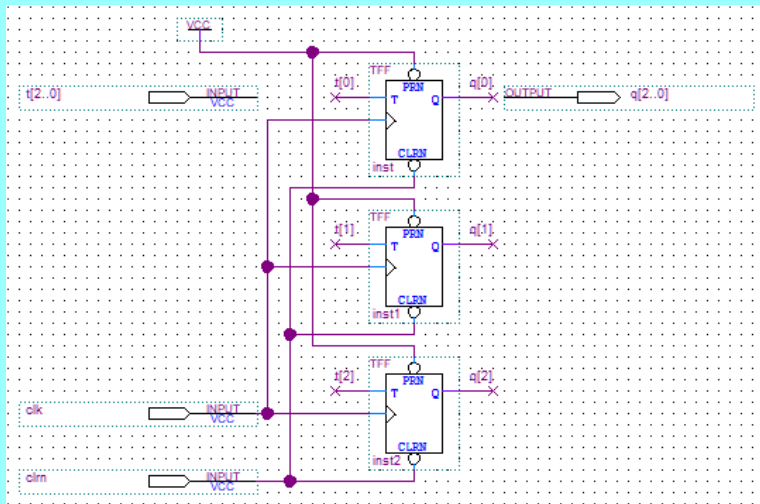 VCC
TFF
t[2..0] INPUT VCC
t[0] PRN T Q q[0]
OUTPUT q[2..0]
CLRN
inst
TFF
t[1] PRN T Q q[1]
CLRN
inst1
TFF
t[2] PRN T Q q[2]
clk INPUT VCC
CLRN
inst2
clrn INPUT VCC